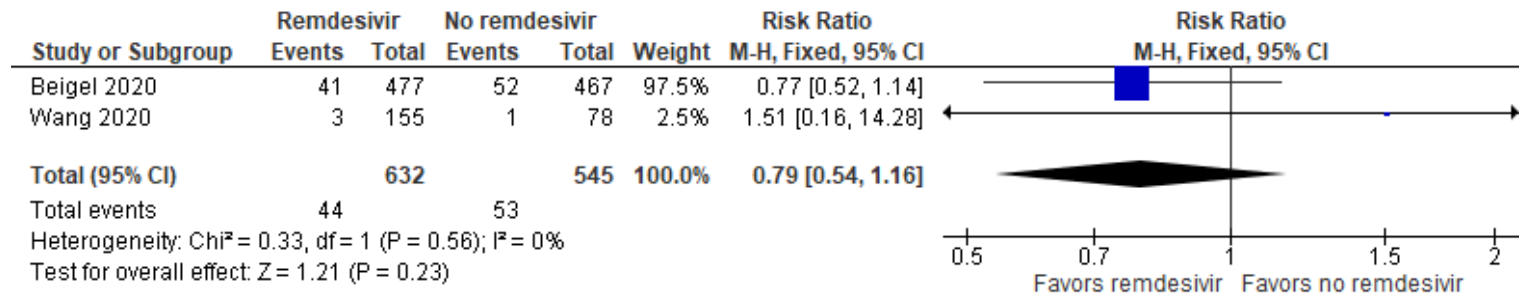 Remdesivir No remdesivir Risk Ratio Risk Ratio
Study or Subgroup Events Total Events Total Weight M-H, Fixed, 95% CI M-H, Fixed, 95% CI
Beigel 2020 41 477 52 467 97.5% 0.77 [0.52, 1.14]
Wang 2020 3 155 1 78 2.5% 1.51 [0.16, 14.28]
Total (95% CI) 632 545 100.0% 0.79 [0.54, 1.16]
Total events 44 53
Heterogeneity: Chi² = 0.33, df = 1 (P = 0.56); I² = 0%
Test for overall effect: Z = 1.21 (P = 0.23)
0.5 0.7 1 1.5 2
Favors remdesivir Favors no remdesivir